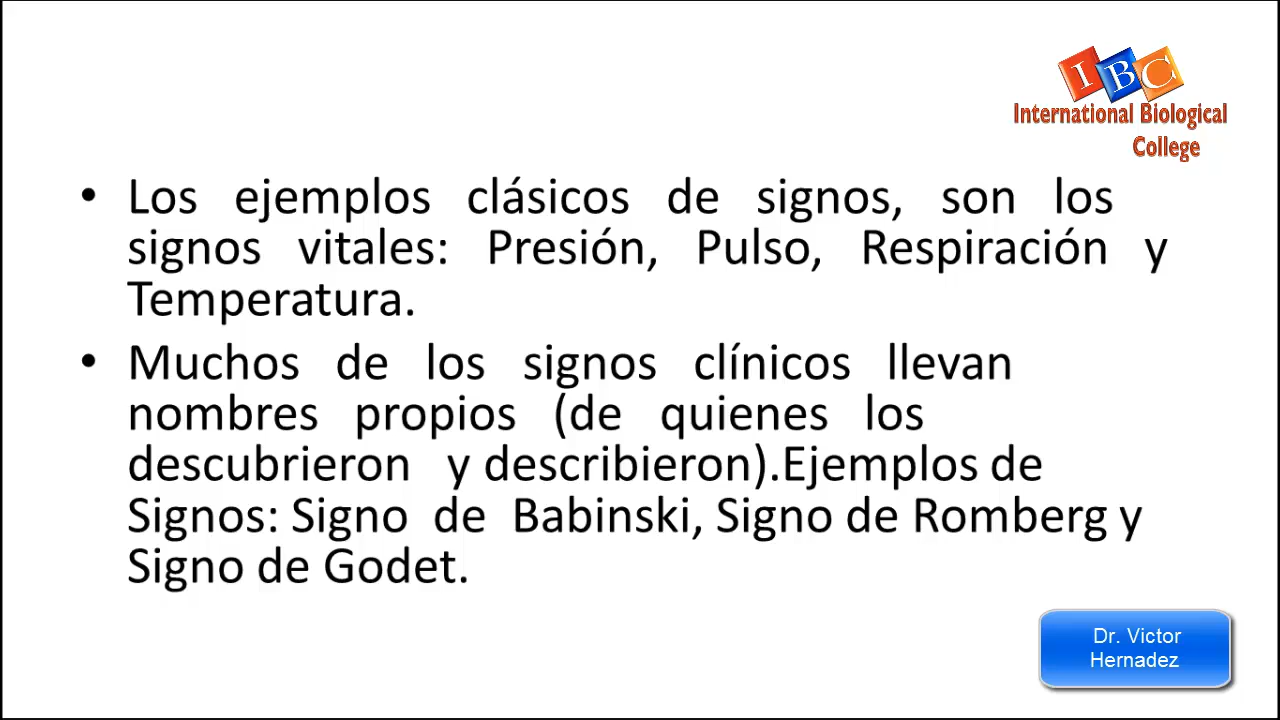 IBC
International Biological
College
• Los ejemplos clásicos de signos, son los
signos vitales: Presión, Pulso, Respiración y
Temperatura.
• Muchos de los signos clínicos llevan
nombres propios (de quienes los
descubrieron y describieron).Ejemplos de
Signos: Signo de Babinski, Signo de Romberg y
Signo de Godet.
Dr. Victor
Hernadez